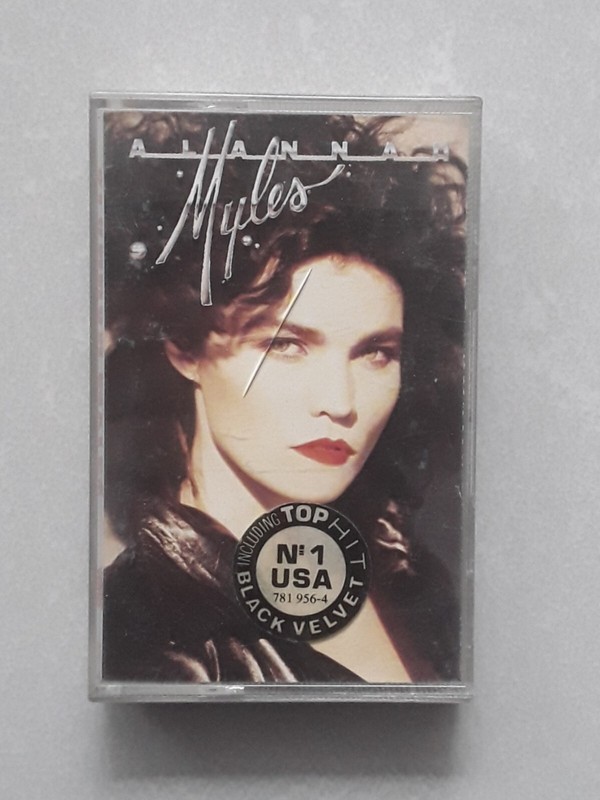 ALANNAH
Myles
INCLUDING TOP HIT
Nº1
USA
781 956-4
BLACK VELVET